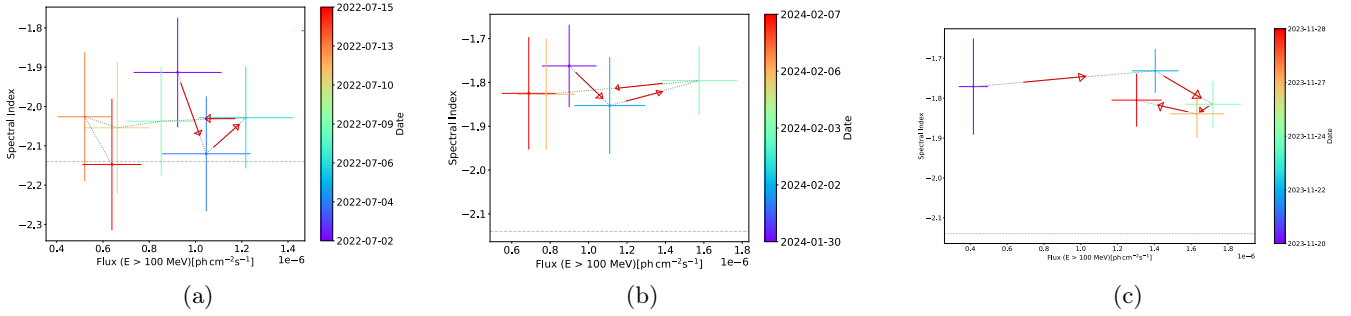 −1.8
−1.9
−2.0
−2.1
−2.2
−2.3
Spectral Index
0.4 0.6 0.8 1.0 1.2 1.4
1e−6
Flux (E > 100 MeV)[ph cm−2s−1]
2022-07-15
2022-07-13
2022-07-09
2022-07-06
2022-07-04
2022-07-02
Date
(a)
−1.7
−1.8
−1.9
−2.0
−2.1
Spectral Index
0.6 0.8 1.0 1.2 1.4 1.6 1.8
1e−6
Flux (E > 100 MeV)[ph cm−2s−1]
2024-02-07
2024-02-06
2024-02-03
2024-02-02
2024-01-30
Date
(b)
−1.7
−1.8
−1.9
−2.0
−2.1
Spectral Index
0.4 0.6 0.8 1.0 1.2 1.4 1.6 1.8
1e−6
Flux (E > 100 MeV)[ph cm−2s−1]
2023-11-28
2023-11-27
2023-11-24
2023-11-22
2023-11-20
Date
(c)